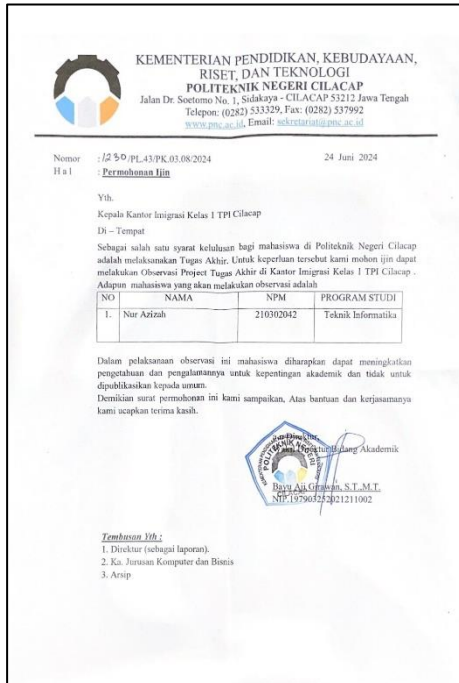 KEMENTERIAN PENDIDIKAN, KEBUDAYAAN,
RISET, DAN TEKNOLOGI
POLITEKNIK NEGERI CILACAP
Jalan Dr. Soetomo No. 1, Sidakaya - CILACAP 53212 Jawa Tengah
Telepon: (0282) 533329, Fax: (0282) 537992
www.pnc.ac.id, Email: sekretariat@pnc.ac.id
Nomor : 1230/PL.43/PK.03.08/2024 24 Juni 2024
H a l : Permohonan Ijin
Yth.
Kepala Kantor Imigrasi Kelas 1 TPI Cilacap
Di – Tempat
Sebagai salah satu syarat kelulusan bagi mahasiswa di Politeknik Negeri Cilacap
adalah melaksanakan Tugas Akhir. Untuk keperluan tersebut kami mohon ijin dapat
melakukan Observasi Project Tugas Akhir di Kantor Imigrasi Kelas 1 TPI Cilacap .
Adapun mahasiswa yang akan melakukan observasi adalah
NO NAMA NPM PROGRAM STUDI
1. Nur Azizah 210302042 Teknik Informatika
Dalam pelaksanaan observasi ini mahasiswa diharapkan dapat meningkatkan
pengetahuan dan pengalamannya untuk kepentingan akademik dan tidak untuk
dipublikasikan kepada umum.
Demikian surat permohonan ini kami sampaikan, Atas bantuan dan kerjasamanya
kami ucapkan terima kasih.
Direktur,
Direktur Bidang Akademik
POLITEKNIK NEGERI
CILACAP
Bayu Aji Girawan, S.T.,M.T.
NIP.197903252021211002
Tembusan Yth :
1. Direktur (sebagai laporan).
2. Ka. Jurusan Komputer dan Bisnis
3. Arsip